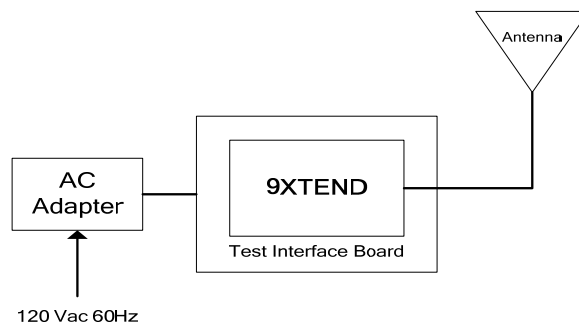 Antenna
AC
Adapter
9XTEND
Test Interface Board
120 Vac 60Hz